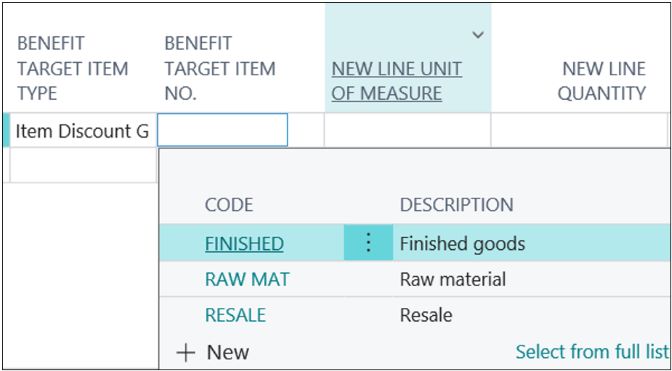 BENEFIT
TARGET ITEM
TYPE
BENEFIT
TARGET ITEM
NO.
NEW LINE UNIT
OF MEASURE
NEW LINE
QUANTITY
Item Discount G
CODE DESCRIPTION
FINISHED Finished goods
RAW MAT Raw material
RESALE Resale
+ New Select from full list